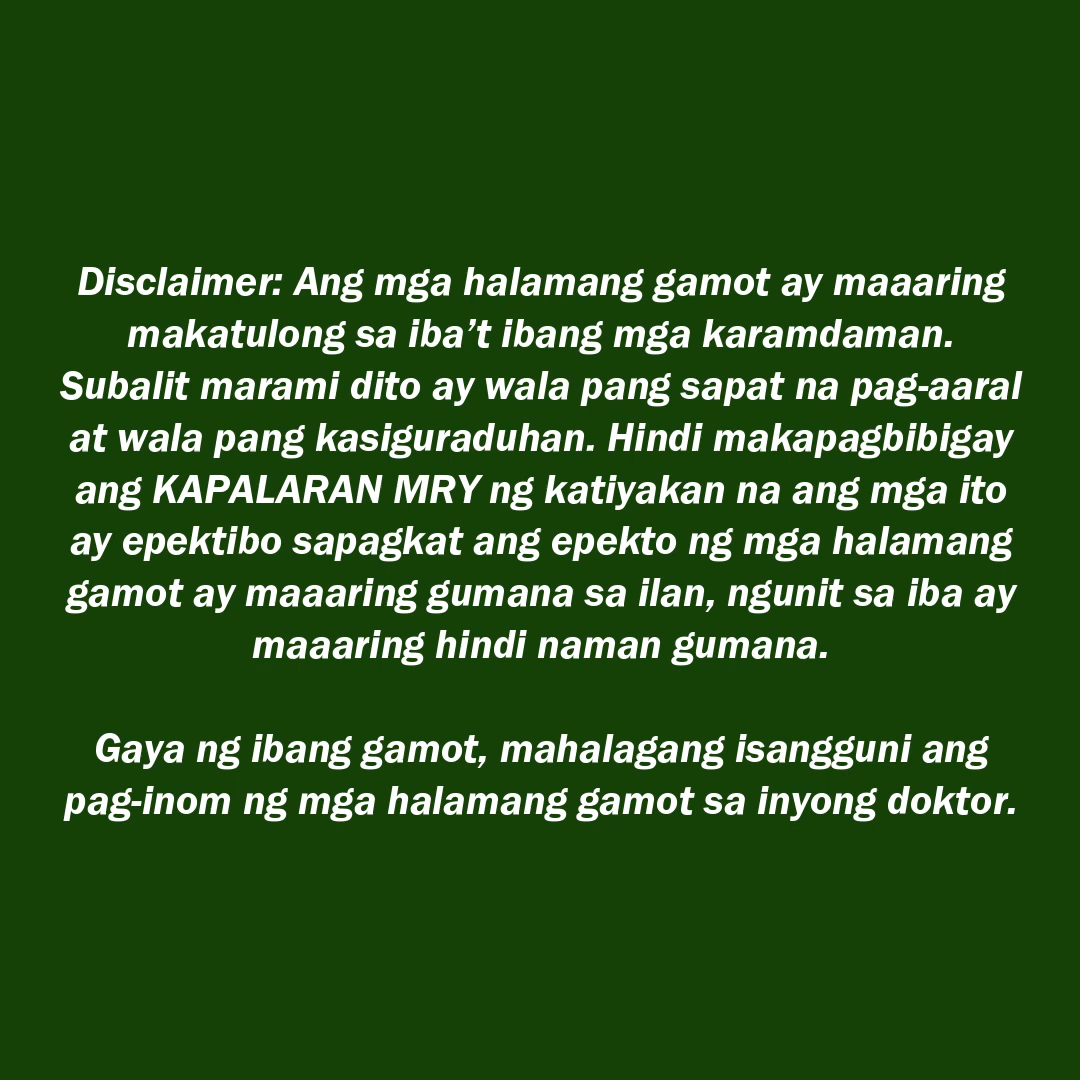 Disclaimer: Ang mga halamang gamot ay maaaring
makatulong sa iba’t ibang mga karamdaman.
Subalit marami dito ay wala pang sapat na pag-aaral
at wala pang kasiguraduhan. Hindi makapagbibigay
ang KAPALARAN MRY ng katiyakan na ang mga ito
ay epektibo sapagkat ang epekto ng mga halamang
gamot ay maaaring gumana sa ilan, ngunit sa iba ay
maaaring hindi naman gumana.
Gaya ng ibang gamot, mahalagang isangguni ang
pag-inom ng mga halamang gamot sa inyong doktor.